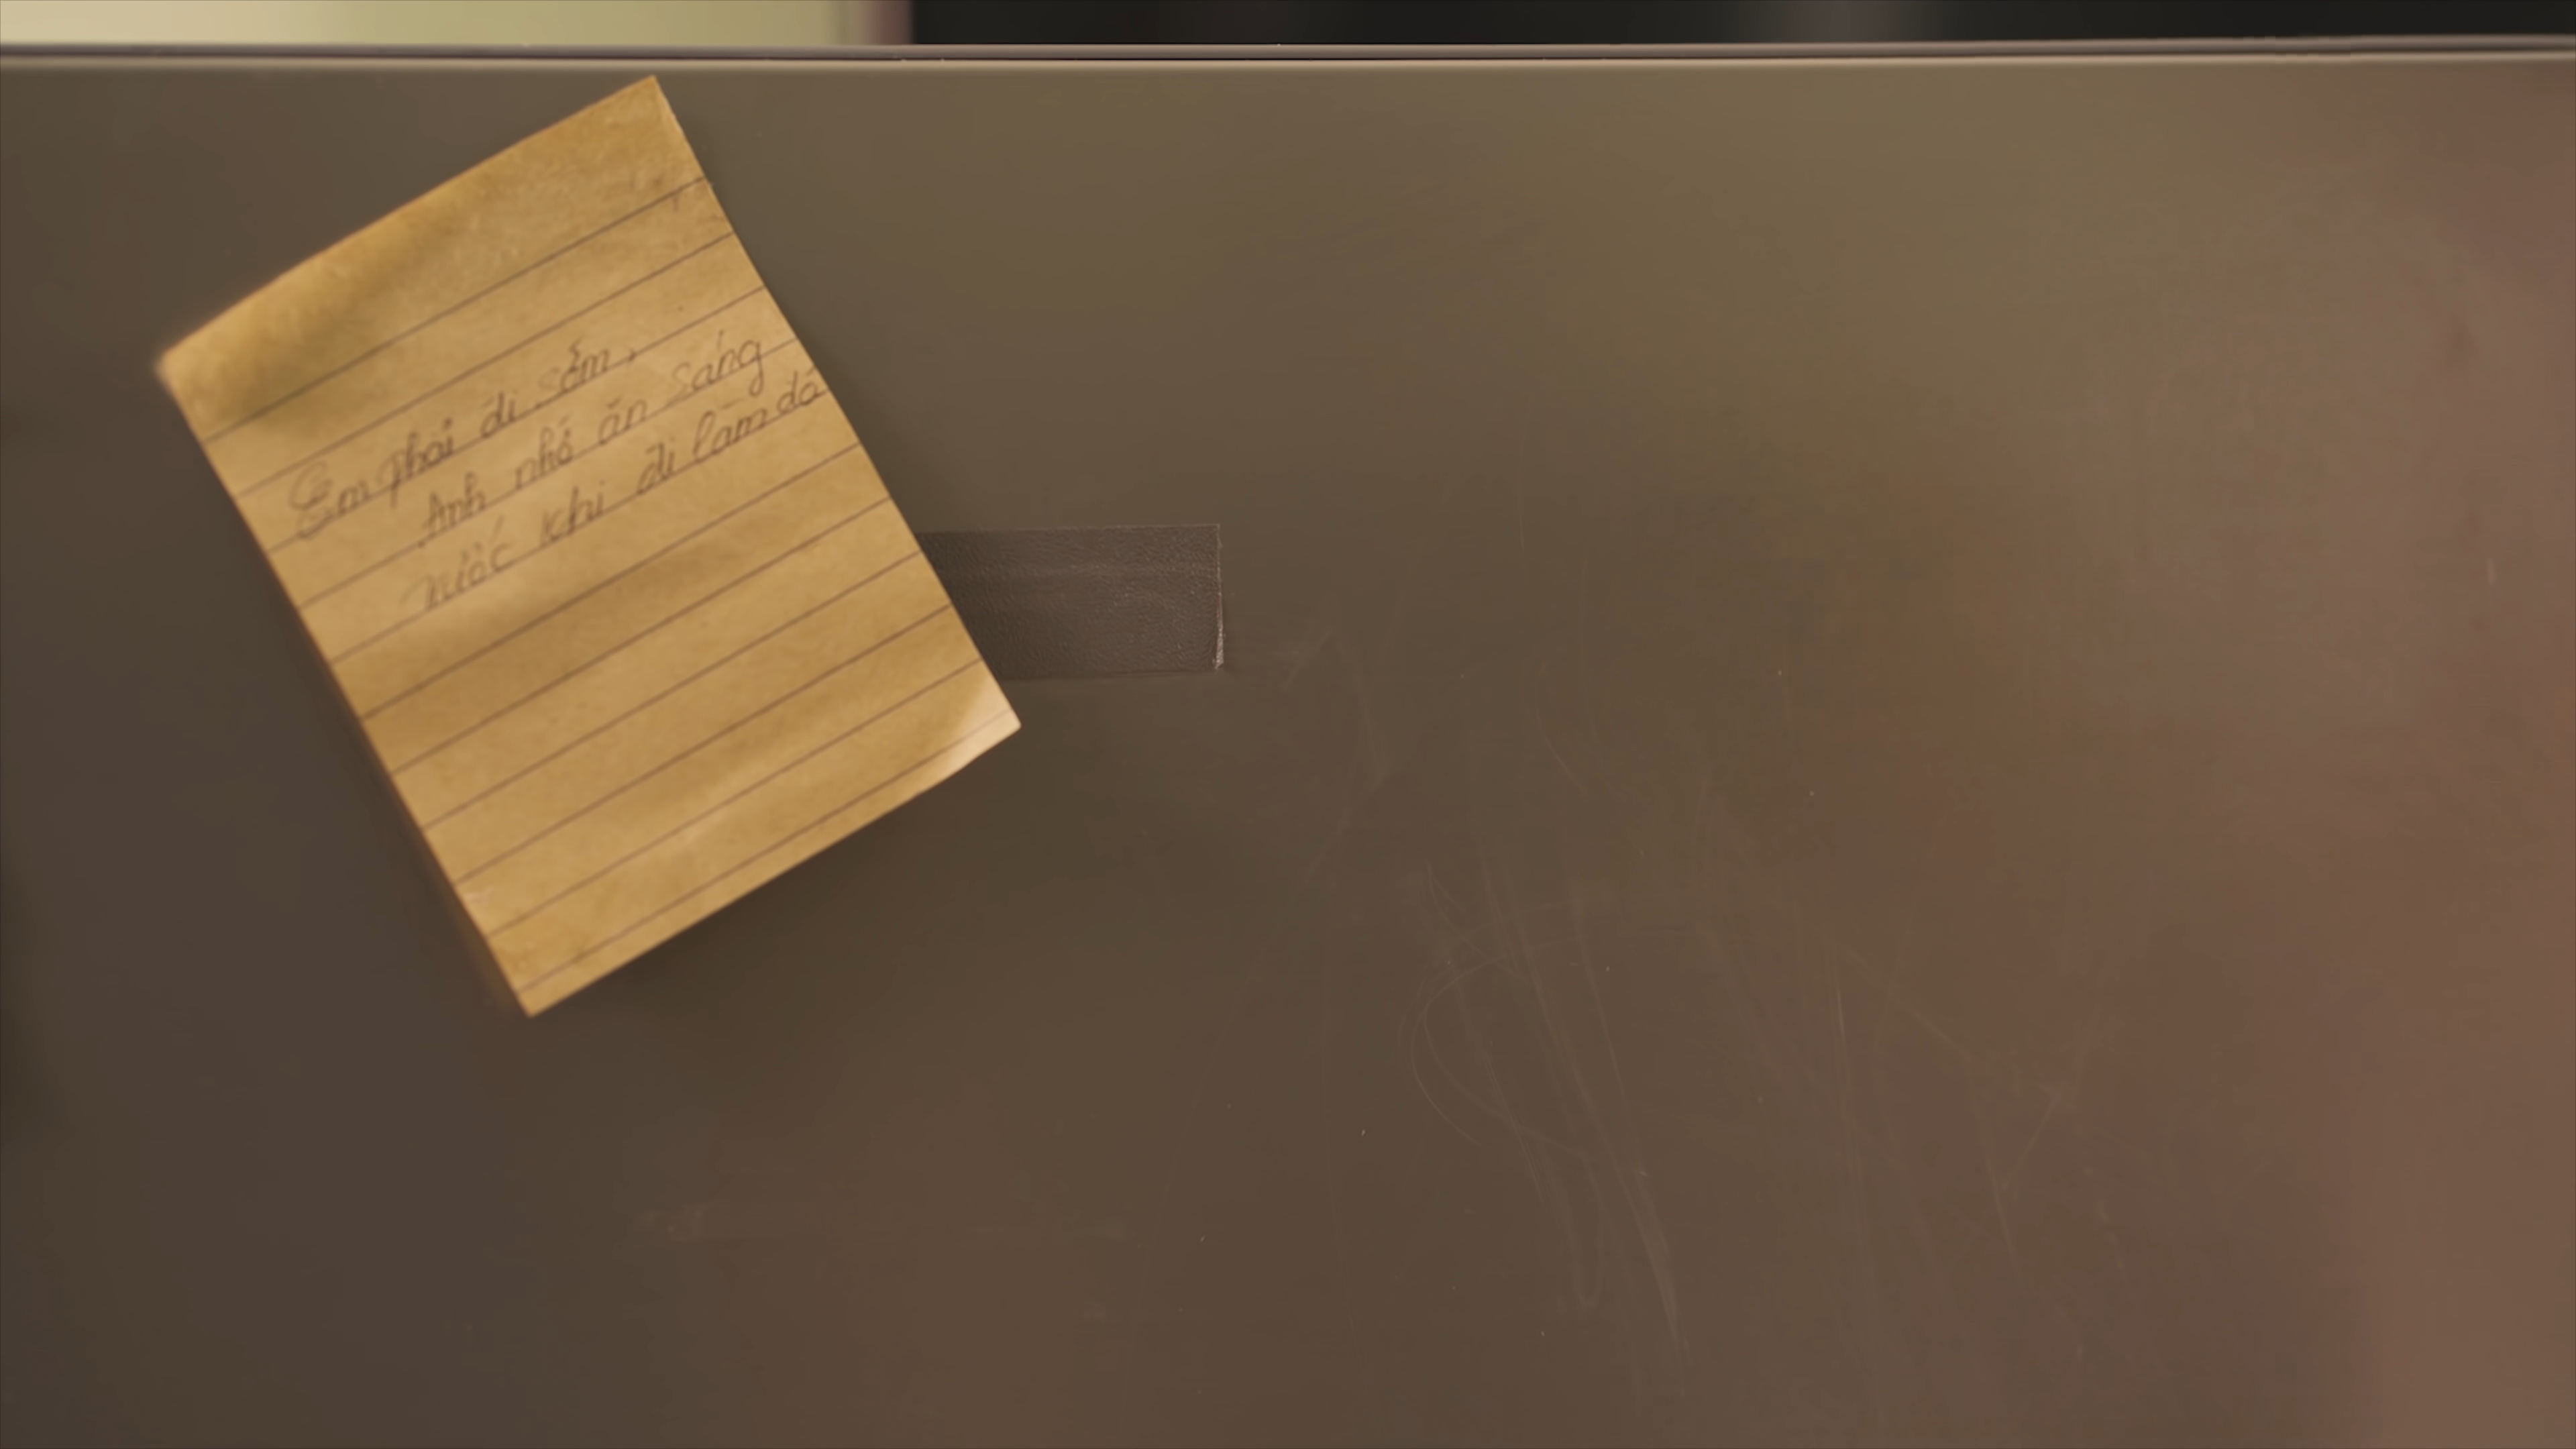 Em phải đi sớm,
Anh nhớ ăn sáng
trước khi đi làm đó